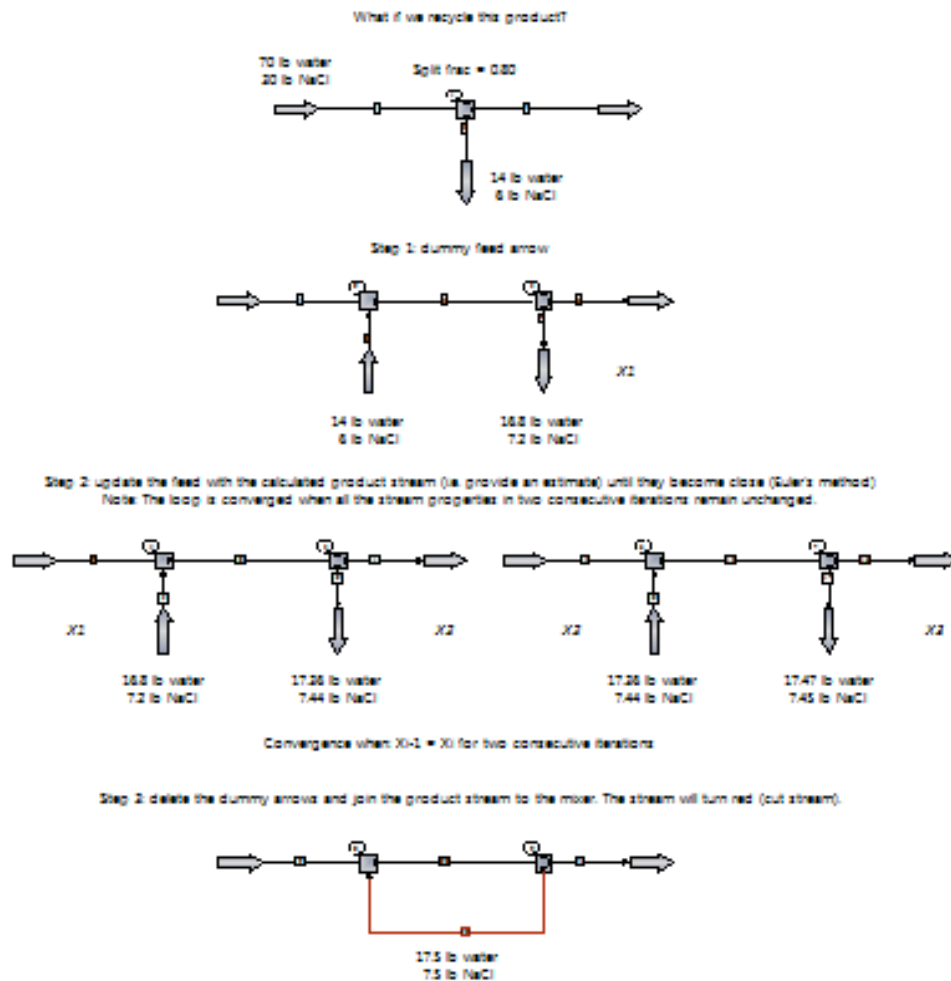 What if we recycle this product?
70 lb water
30 lb NaCl
Split frac = 0.80
14 lb water
6 lb NaCl
Step 1: dummy feed arrow
X1
14 lb water
6 lb NaCl
16.8 lb water
7.2 lb NaCl
Step 2: update the feed with the calculated product stream (i.e. provide an estimate) until they become close (Euler's method)
Note: The loop is converged when all the stream properties in two consecutive iterations remain unchanged.
X1
X2
X2
X3
16.8 lb water
7.2 lb NaCl
17.36 lb water
7.44 lb NaCl
17.36 lb water
7.44 lb NaCl
17.47 lb water
NaCl
Convergence when: Xi-1 = Xi for two consecutive iterations
Step 3: delete the dummy arrows and join the product stream to the mixer. The stream will turn red (cut stream).
17.5 lb water
7.5 lb NaCl